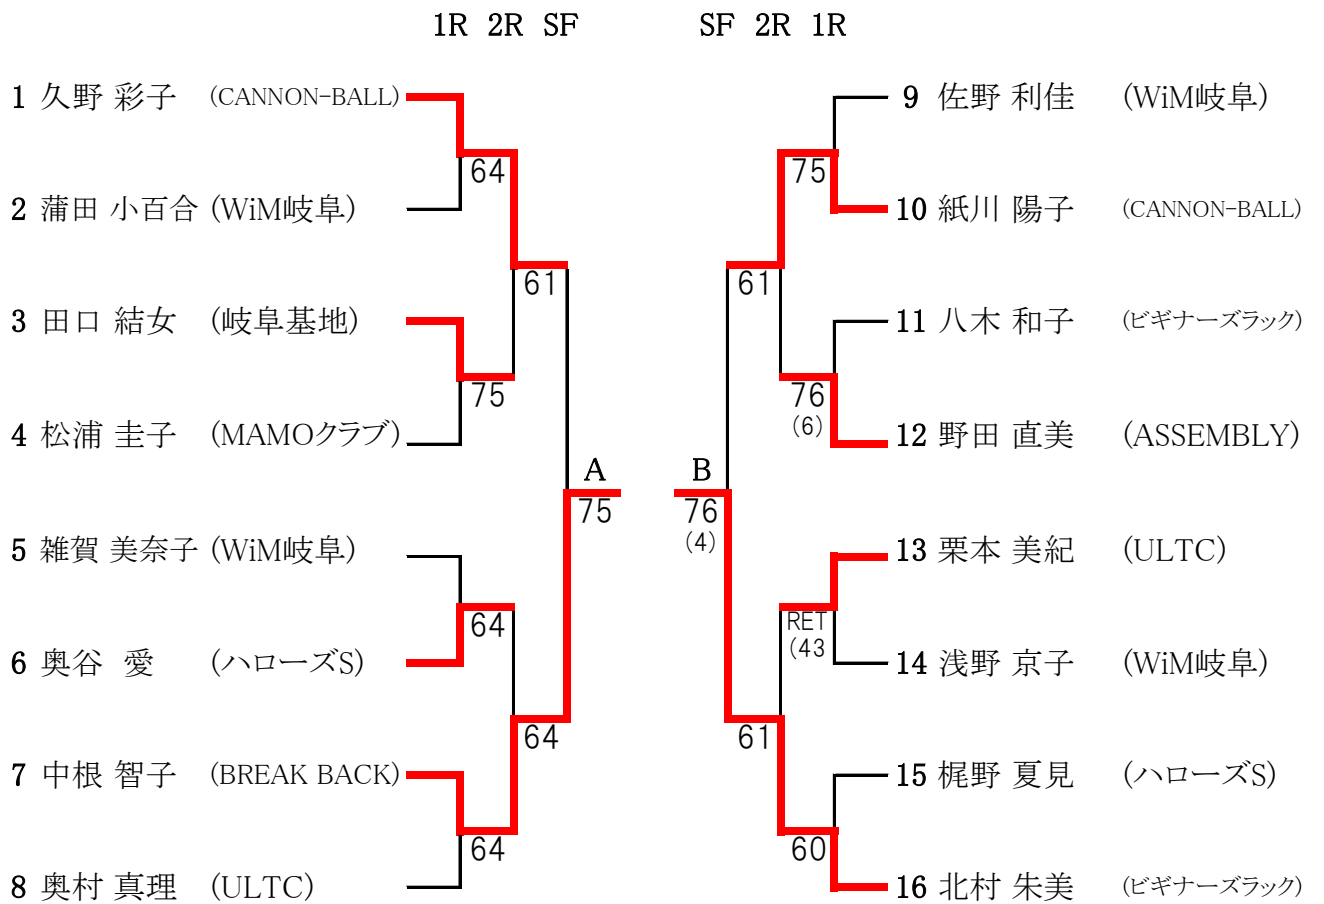 1R 2R SF
SF 2R 1R
1 久野 彩子 (CANNON-BALL)
64
2 蒲田 小百合 (WiM岐阜)
61
3 田口 結女 (岐阜基地)
75
4 松浦 圭子 (MAMOクラブ)
A
75
5 雑賀 美奈子 (WiM岐阜)
64
6 奥谷 愛 (ハローズS)
64
7 中根 智子 (BREAK BACK)
64
8 奥村 真理 (ULTC)
9 佐野 利佳 (WiM岐阜)
75
10 紙川 陽子 (CANNON-BALL)
61
11 八木 和子 (ビギナーズラック)
76
(6)
12 野田 直美 (ASSEMBLY)
B
76
(4)
13 栗本 美紀 (ULTC)
RET
(43
14 浅野 京子 (WiM岐阜)
61
15 梶野 夏見 (ハローズS)
60
16 北村 朱美 (ビギナーズラック)